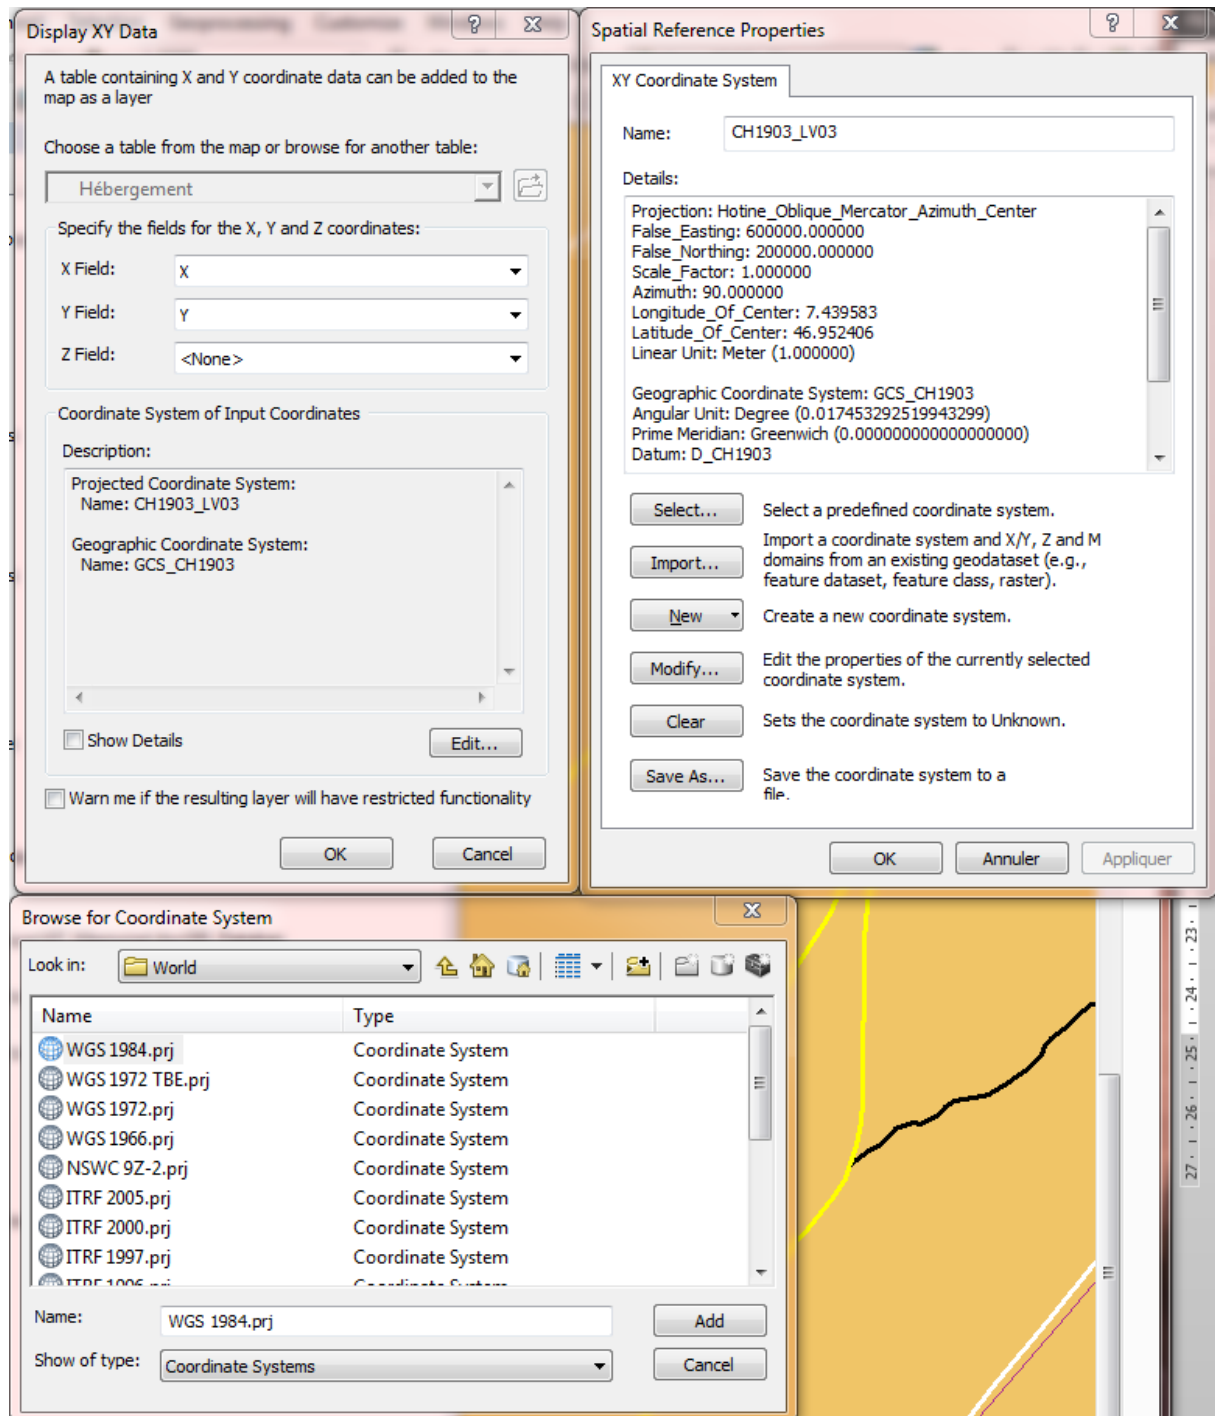 Display XY Data
A table containing X and Y coordinate data can be added to the
map as a layer
Choose a table from the map or browse for another table:
Hébergement
Specify the fields for the X, Y and Z coordinates:
X Field:
X
Y Field:
Y
Z Field:
<None>
Coordinate System of Input Coordinates
Description:
Projected Coordinate System:
Name: CH1903_LV03
Geographic Coordinate System:
Name: GCS_CH1903
Show Details
Edit...
Warn me if the resulting layer will have restricted functionality
OK
Cancel
Spatial Reference Properties
XY Coordinate System
Name:
CH1903_LV03
Details:
Projection: Hotine_Oblique_Mercator_Azimuth_Center
False_Easting: 600000.000000
False_Northing: 200000.000000
Scale_Factor: 1.000000
Azimuth: 90.000000
Longitude_Of_Center: 7.439583
Latitude_Of_Center: 46.952406
Linear Unit: Meter (1.000000)
Geographic Coordinate System: GCS_CH1903
Angular Unit: Degree (0.017453292519943299)
Prime Meridian: Greenwich (0.000000000000000000)
Datum: D_CH1903
Select...
Select a predefined coordinate system.
Import...
Import a coordinate system and X/Y, Z and M
domains from an existing geodataset (e.g.,
feature dataset, feature class, raster).
New
Create a new coordinate system.
Modify...
Edit the properties of the currently selected
coordinate system.
Clear
Sets the coordinate system to Unknown.
Save As...
Save the coordinate system to a
file.
OK
Annuler
Appliquer
Browse for Coordinate System
Look in:
World
Name Type
WGS 1984.prj Coordinate System
WGS 1972 TBE.prj Coordinate System
WGS 1972.prj Coordinate System
WGS 1966.prj Coordinate System
NSWC 9Z-2.prj Coordinate System
ITRF 2005.prj Coordinate System
ITRF 2000.prj Coordinate System
ITRF 1997.prj Coordinate System
ITRF 1996.prj Coordinate System
Name:
WGS 1984.prj
Add
Show of type:
Coordinate Systems
Cancel
23
24
25
26
27